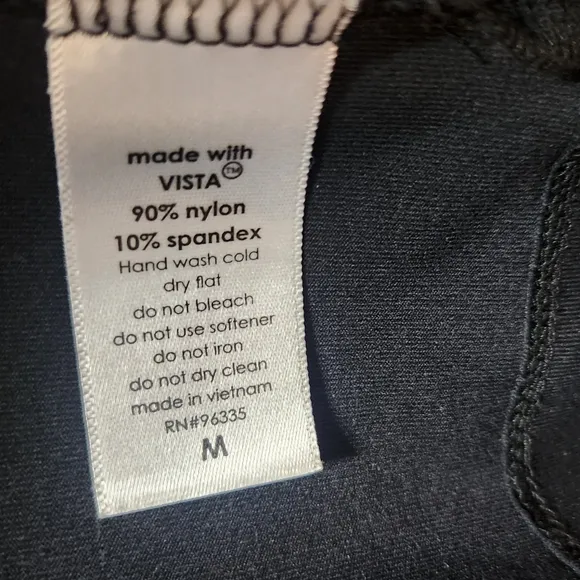 made with
VISTA™
90% nylon
10% spandex
Hand wash cold
dry flat
do not bleach
do not use softener
do not iron
do not dry clean
made in vietnam
RN#96335
M